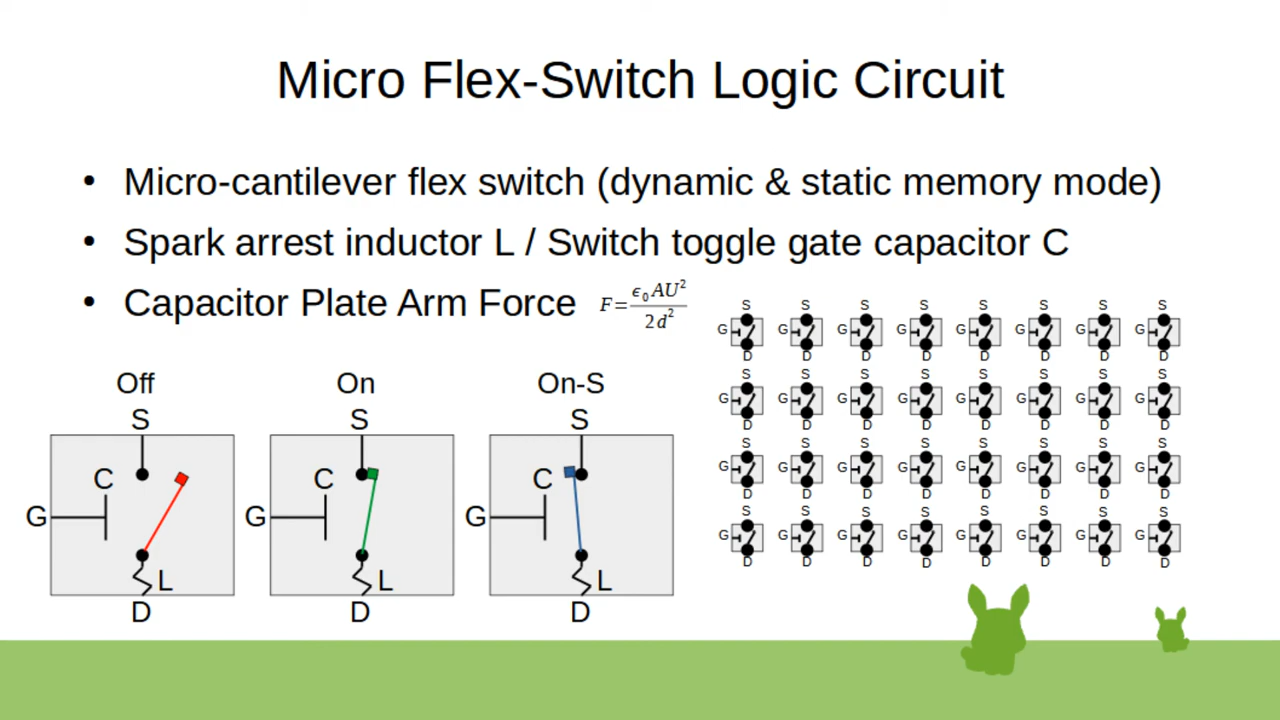 Micro Flex-Switch Logic Circuit
• Micro-cantilever flex switch (dynamic & static memory mode)
• Spark arrest inductor L / Switch toggle gate capacitor C
• Capacitor Plate Arm Force F=ϵ₀AU²/2d²
Off On On-S
S S S
C C C
G G G
L L L
D D D
S S S S S S S S
G G G G G G G G
D D D D D D D D
S S S S S S S S
G G G G G G G G
D D D D D D D D
S S S S S S S S
G G G G G G G G
D D D D D D D D
S S S S S S S S
G G G G G G G G
D D D D D D D D